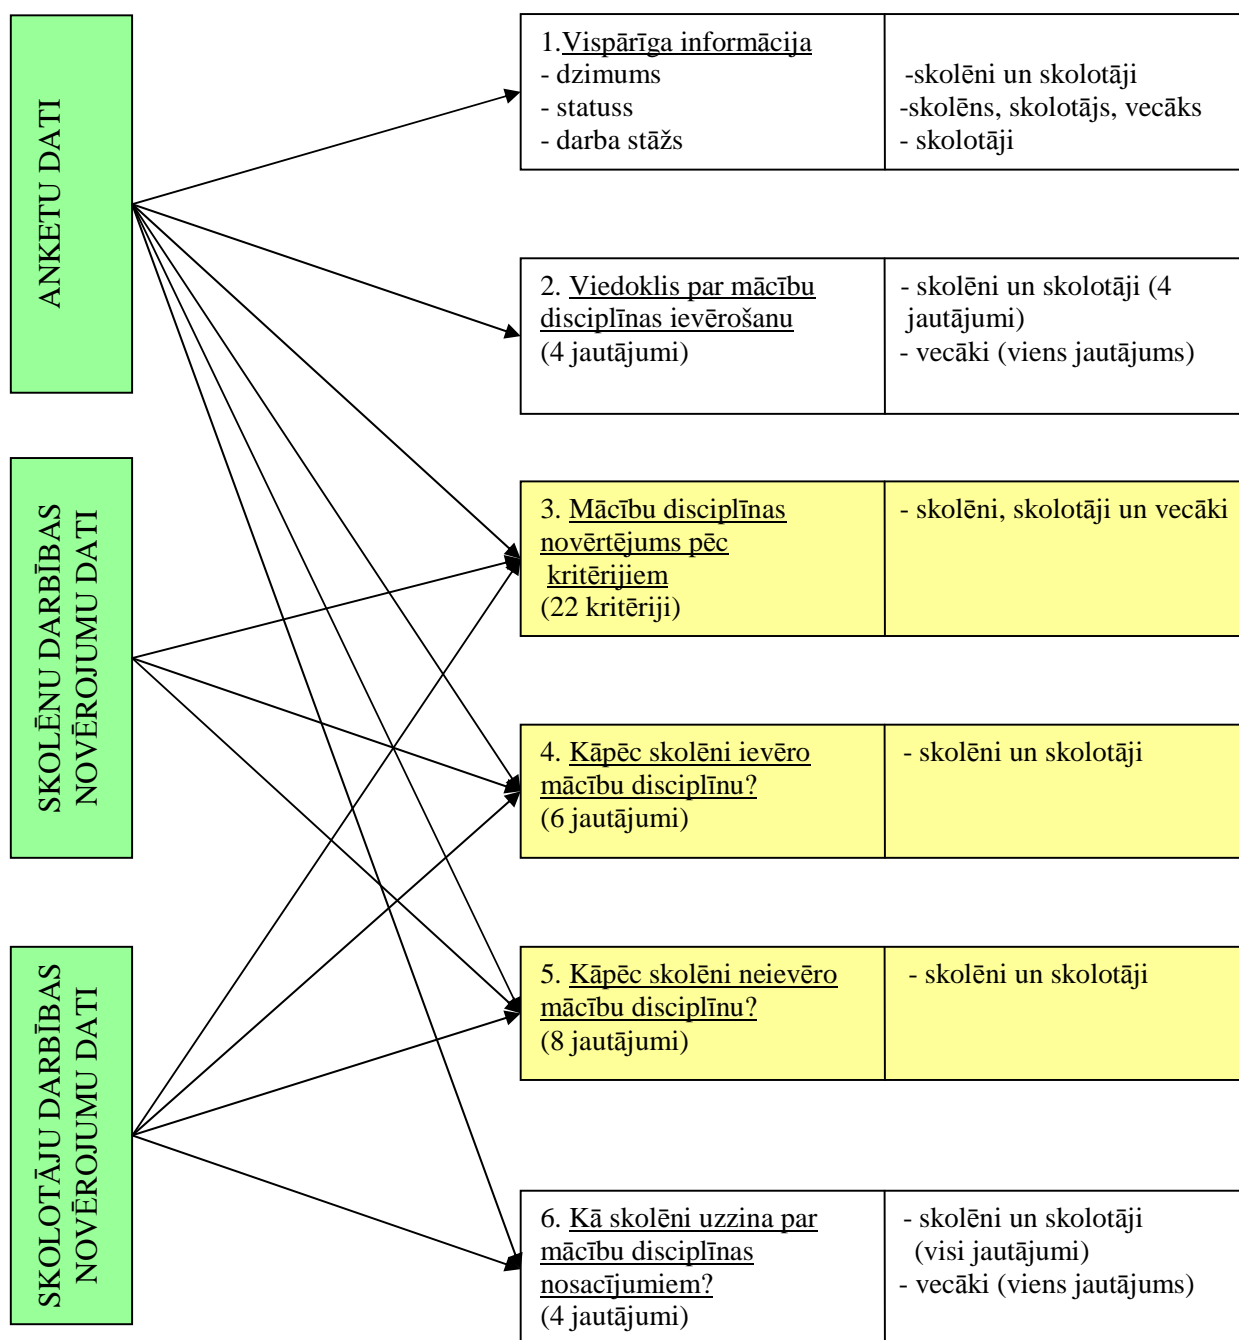 ANKETU DATI
1.Vispārīga informācija
- dzimums
- statuss
- darba stāžs
-skolēni un skolotāji
-skolēns, skolotājs, vecāks
- skolotāji
2. Viedoklis par mācību
disciplīnas ievērošanu
(4 jautājumi)
- skolēni un skolotāji (4
jautājumi)
- vecāki (viens jautājums)
SKOLĒNU DARBĪBAS
NOVĒROJUMU DATI
3. Mācību disciplīnas
novērtējums pēc
kritērijiem
(22 kritēriji)
- skolēni, skolotāji un vecāki
4. Kāpēc skolēni ievēro
mācību disciplīnu?
(6 jautājumi)
- skolēni un skolotāji
SKOLOTĀJU DARBĪBAS
NOVĒROJUMU DATI
5. Kāpēc skolēni neievēro
mācību disciplīnu?
(8 jautājumi)
- skolēni un skolotāji
6. Kā skolēni uzzina par
mācību disciplīnas
nosacījumiem?
(4 jautājumi)
- skolēni un skolotāji
(visi jautājumi)
- vecāki (viens jautājums)